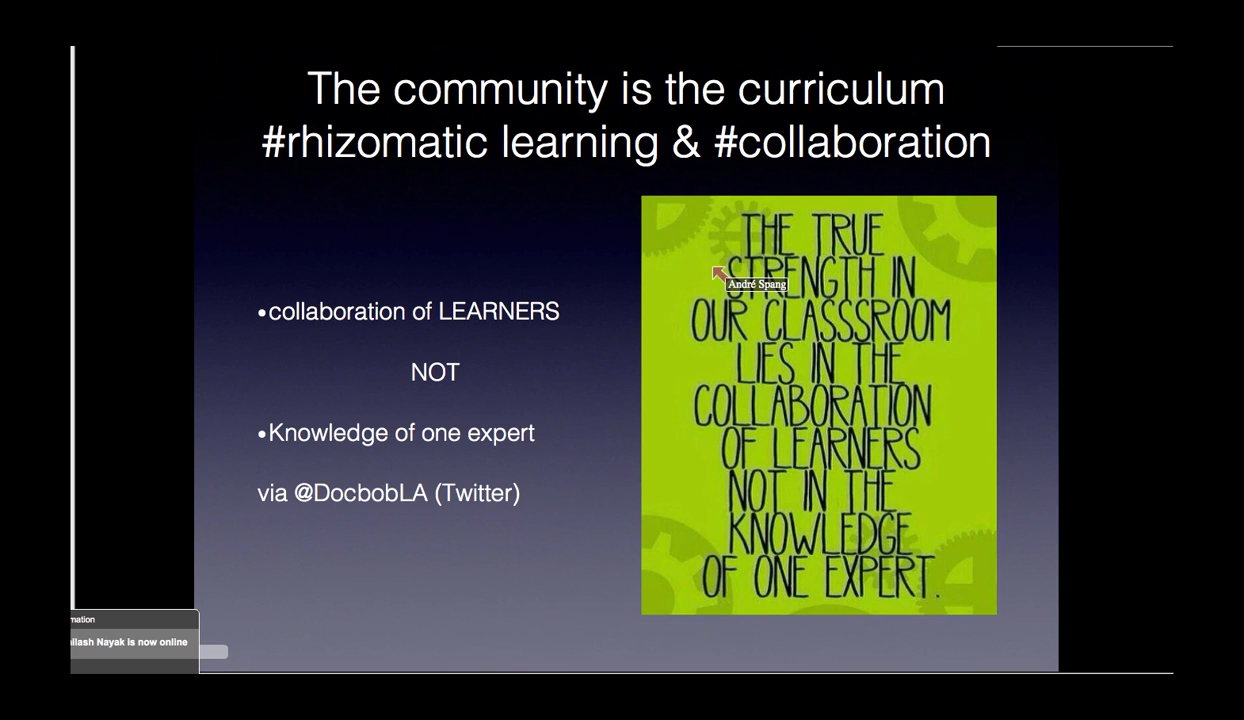 The community is the curriculum
#rhizomatic learning & #collaboration
•collaboration of LEARNERS
NOT
•Knowledge of one expert
via @DocbobLA (Twitter)
THE TRUE
STRENGTH IN
OUR CLASSSROOM
LIES IN THE
COLLABORATION
OF LEARNERS
NOT IN THE
KNOWLEDGE
OF ONE EXPERT.
André Spang
mation
ilash Nayak is now online